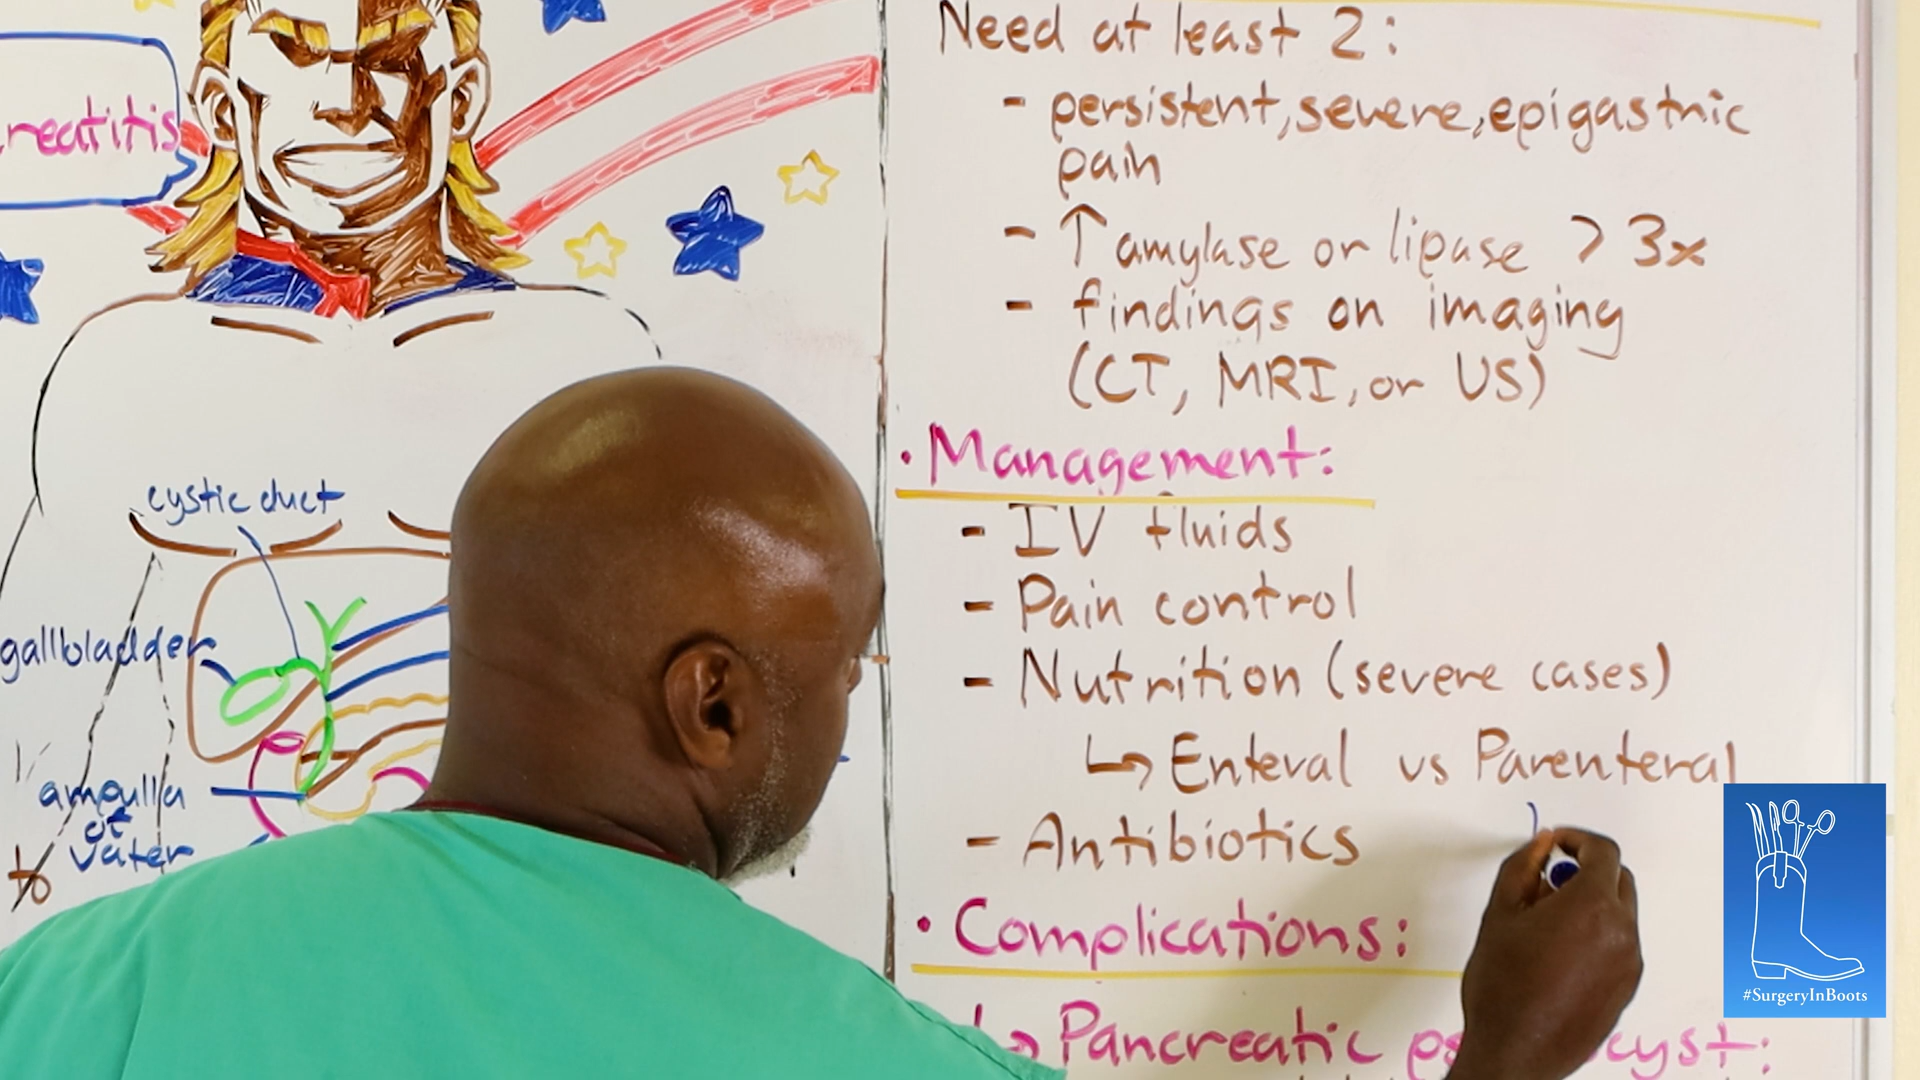 reatitis
cystic duct
gallbladder
ampulla
of
Vater
to
Need at least 2:
- persistent, severe, epigastric
pain
- ↑ amylase or lipase > 3x
- findings on imaging
(CT, MRI, or US)
• Management:
- IV fluids
- Pain control
- Nutrition (severe cases)
↳ Enteral vs Parenteral
- Antibiotics
• Complications:
↳ Pancreatic ps cyst:
#SurgeryInBoots